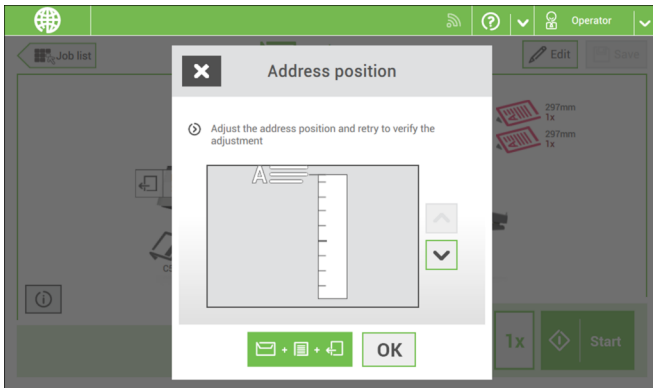 Operator
Job list
Edit
Save
Address position
297mm
1x
297mm
1x
Adjust the address position and retry to verify the
adjustment
A
OK
1x
Start